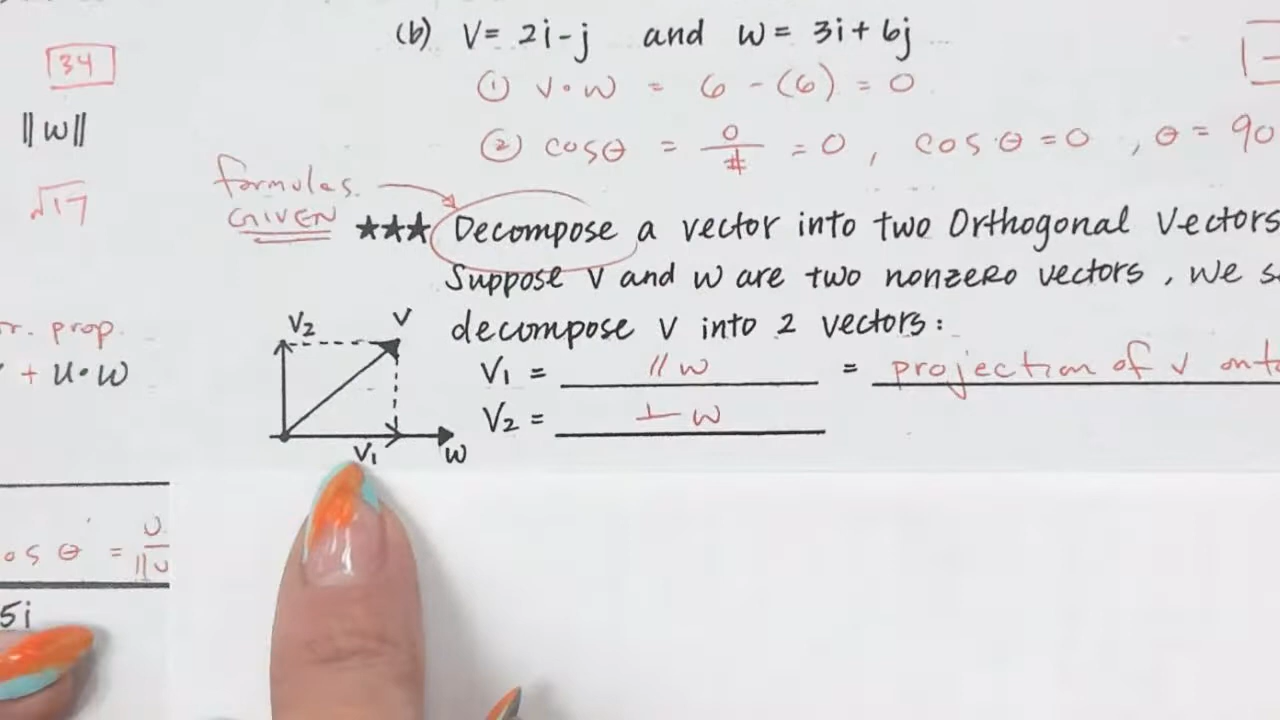 (b) V= 2i-j and w= 3i+6j
34
① v•w = 6 - (6) = 0
||w||
② cosθ = 0/# = 0, cosθ=0, θ= 90
formulas
GIVEN
√17
★★★ Decompose a vector into two Orthogonal Vectors
Suppose v and w are two nonzero vectors, We
decompose v into 2 vectors:
V2 V
prop.
+ u•w
V1 = // w = projection of v
V2 = ⊥ w
V1 w
θ =
5i